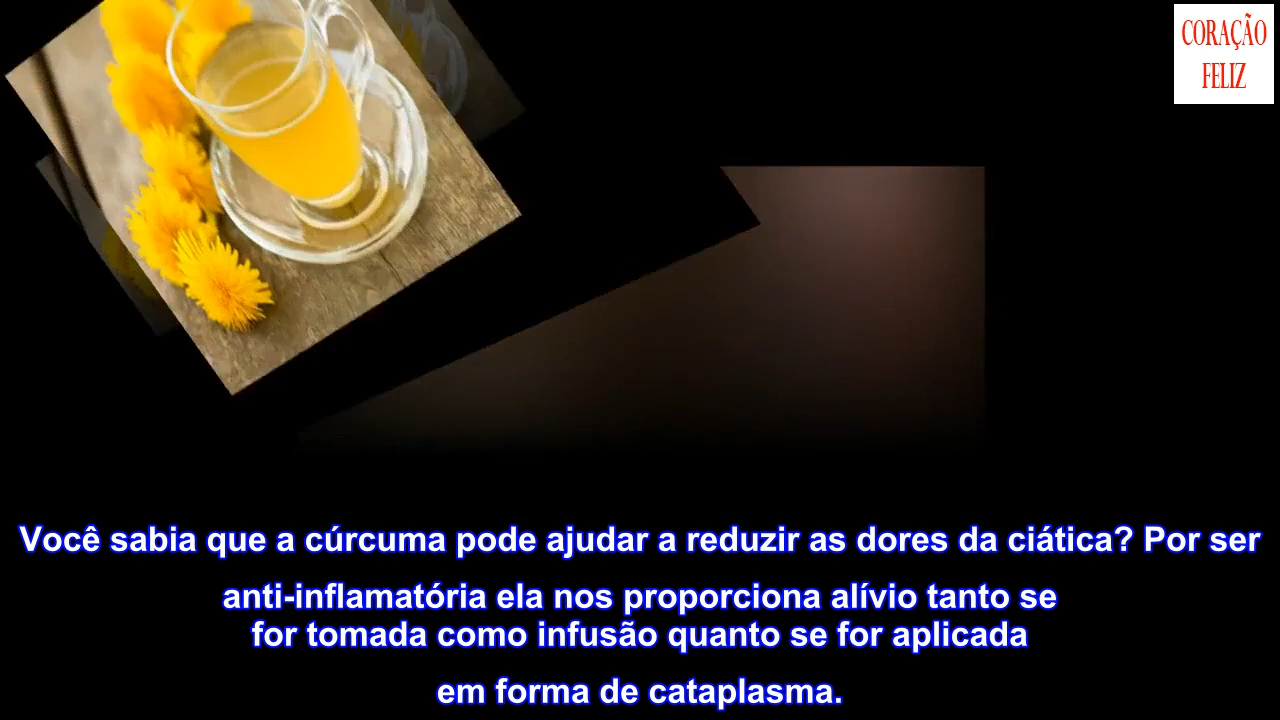 CORAÇÃO
FELIZ
Você sabia que a cúrcuma pode ajudar a reduzir as dores da ciática? Por ser
anti-inflamatória ela nos proporciona alívio tanto se
for tomada como infusão quanto se for aplicada
em forma de cataplasma.